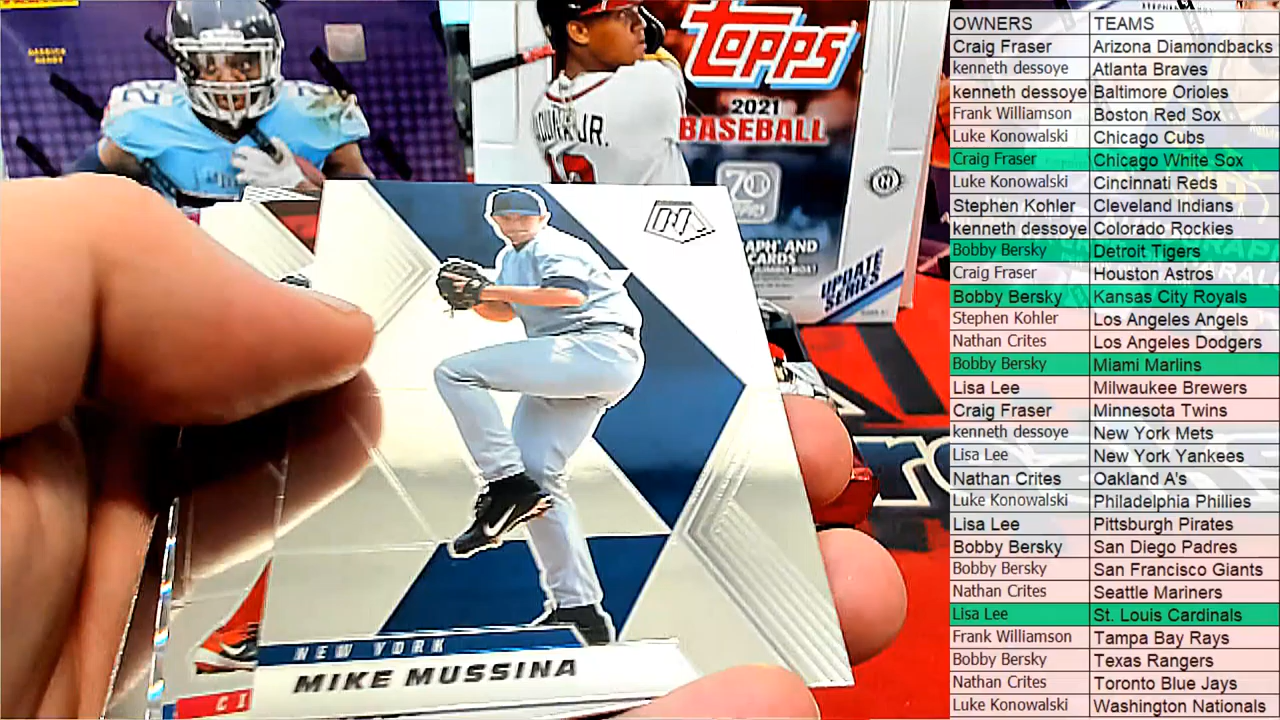 TOPPS
2021
BASEBALL
70
UPDATE
SERIES
NEW YORK
MIKE MUSSINA
C I
OWNERS TEAMS
Craig Fraser Arizona Diamondbacks
kenneth dessoye Atlanta Braves
kenneth dessoye Baltimore Orioles
Frank Williamson Boston Red Sox
Luke Konowalski Chicago Cubs
Craig Fraser Chicago White Sox
Luke Konowalski Cincinnati Reds
Stephen Kohler Cleveland Indians
kenneth dessoye Colorado Rockies
Bobby Bersky Detroit Tigers
Craig Fraser Houston Astros
Bobby Bersky Kansas City Royals
Stephen Kohler Los Angeles Angels
Nathan Crites Los Angeles Dodgers
Bobby Bersky Miami Marlins
Lisa Lee Milwaukee Brewers
Craig Fraser Minnesota Twins
kenneth dessoye New York Mets
Lisa Lee New York Yankees
Nathan Crites Oakland A's
Luke Konowalski Philadelphia Phillies
Lisa Lee Pittsburgh Pirates
Bobby Bersky San Diego Padres
Bobby Bersky San Francisco Giants
Nathan Crites Seattle Mariners
Lisa Lee St. Louis Cardinals
Frank Williamson Tampa Bay Rays
Bobby Bersky Texas Rangers
Nathan Crites Toronto Blue Jays
Luke Konowalski Washington Nationals